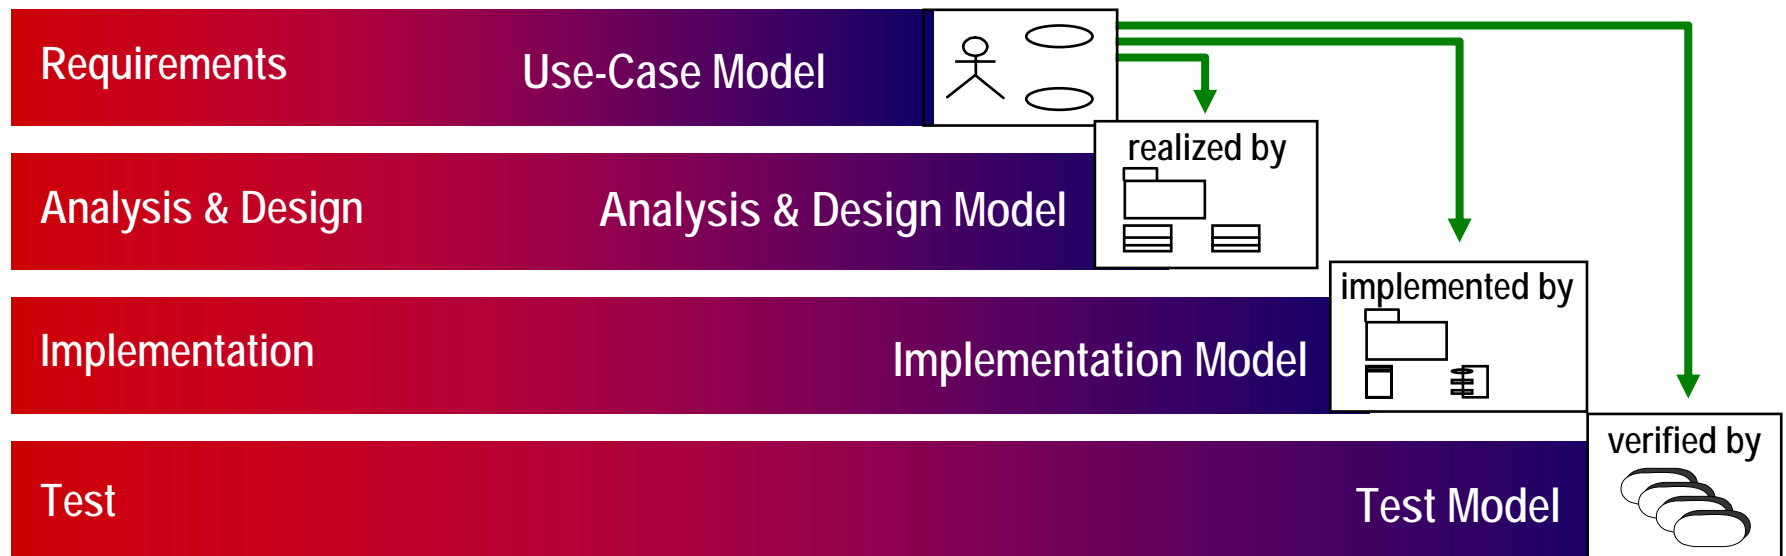 Requirements
Use-Case Model
realized by
Analysis & Design
Analysis & Design Model
implemented by
Implementation
Implementation Model
verified by
Test
Test Model